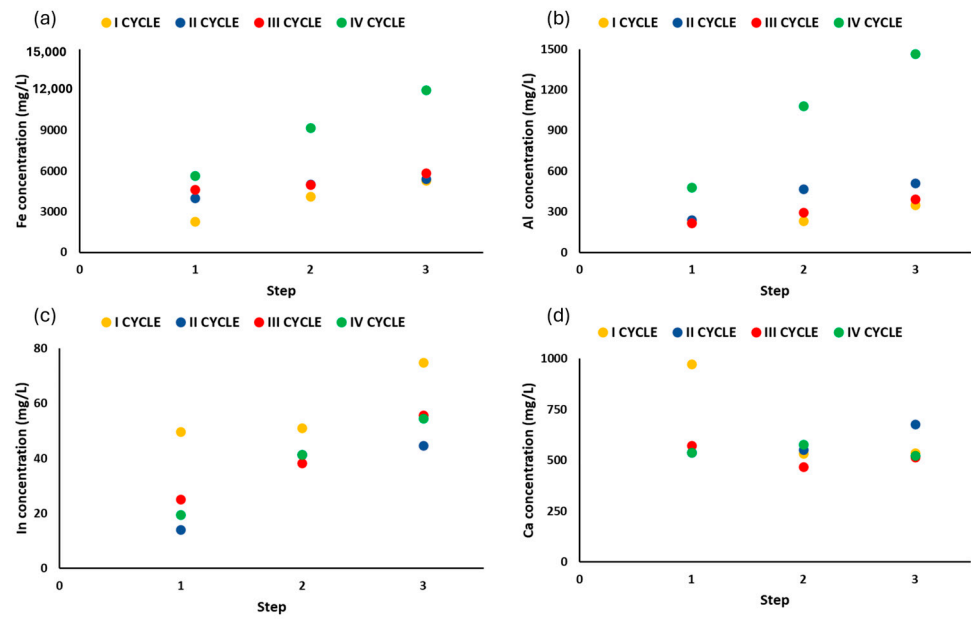 (a)
I CYCLE II CYCLE III CYCLE IV CYCLE
Fe concentration (mg/L)
15,000
12,000
9000
6000
3000
0
0 1 2 3
Step
(b)
I CYCLE II CYCLE III CYCLE IV CYCLE
Al concentration (mg/L)
1500
1200
900
600
300
0
0 1 2 3
Step
(c)
I CYCLE II CYCLE III CYCLE IV CYCLE
In concentration (mg/L)
80
60
40
20
0
0 1 2 3
Step
(d)
I CYCLE II CYCLE III CYCLE IV CYCLE
Ca concentration (mg/L)
1000
750
500
250
0
0 1 2 3
Step